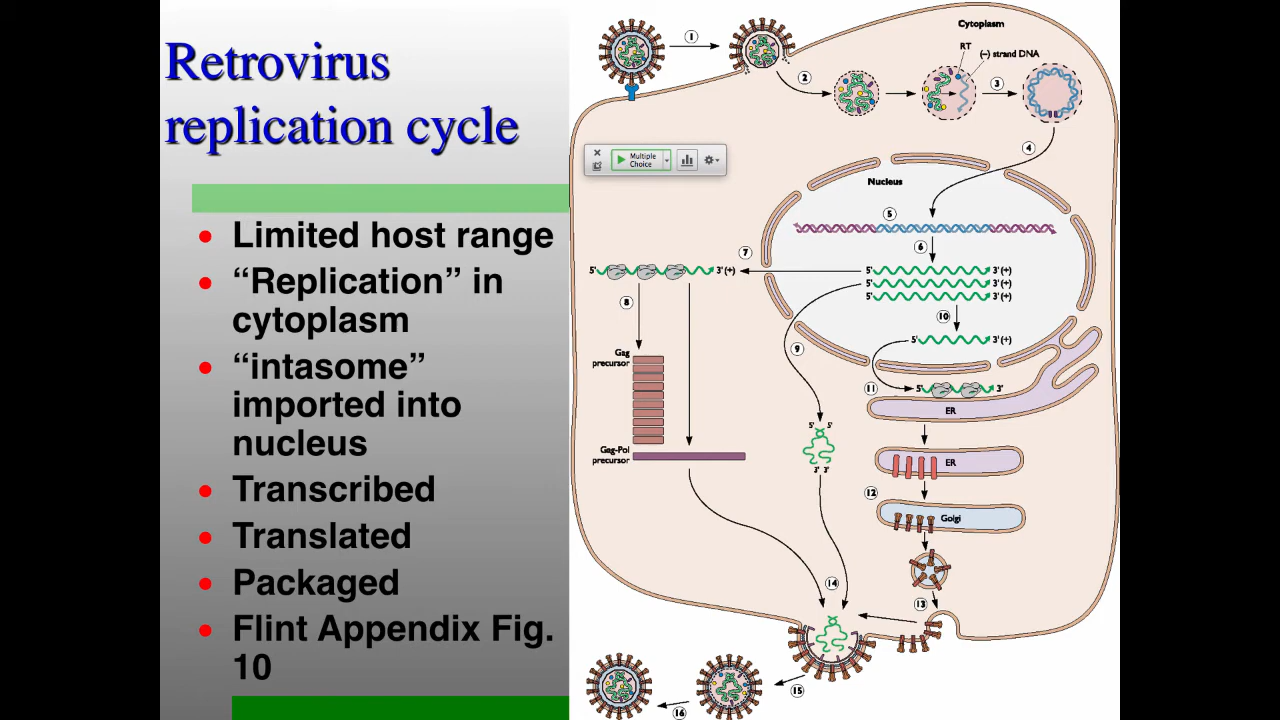 Retrovirus
replication cycle
Limited host range
“Replication” in
cytoplasm
“intasome”
imported into
nucleus
Transcribed
Translated
Packaged
Flint Appendix Fig.
10
Cytoplasm
1
RT
(–) strand DNA
2
3
4
Multiple
Choice
Nucleus
5
6
7
5' 3' (+)
5' 3' (+)
5' 3' (+)
5' 3' (+)
8
10
9
5' 3' (+)
Gag
precursor
11
5' 3'
ER
5' 5'
Gag-Pol
precursor
3' 3'
ER
12
Golgi
14
13
15
16